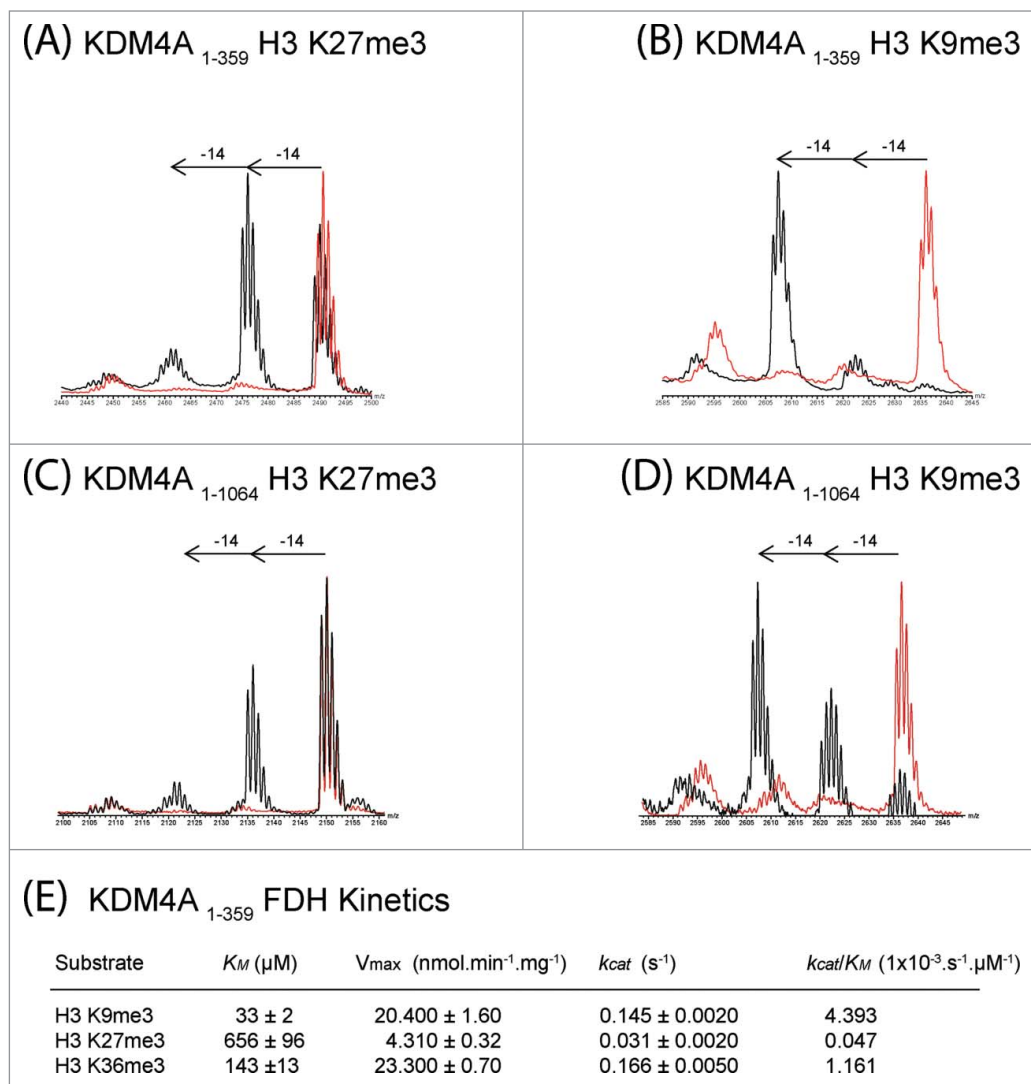 (A) KDM4A 1-359 H3 K27me3
-14 -14
2440 2445 2450 2455 2460 2465 2470 2475 2480 2485 2490 2495 2500 m/z
(B) KDM4A 1-359 H3 K9me3
-14 -14
2585 2590 2595 2600 2605 2610 2615 2620 2625 2630 2635 2640 2645 m/z
(C) KDM4A 1-1064 H3 K27me3
-14 -14
2100 2105 2110 2115 2120 2125 2130 2135 2140 2145 2150 2155 2160 m/z
(D) KDM4A 1-1064 H3 K9me3
-14 -14
2585 2590 2595 2600 2605 2610 2615 2620 2625 2630 2635 2640 2645 m/z
(E) KDM4A 1-359 FDH Kinetics
Substrate KM (µM) Vmax (nmol.min⁻¹.mg⁻¹) kcat (s⁻¹) kcat/KM (1x10⁻³.s⁻¹.µM⁻¹)
H3 K9me3 33 ± 2 20.400 ± 1.60 0.145 ± 0.0020 4.393
H3 K27me3 656 ± 96 4.310 ± 0.32 0.031 ± 0.0020 0.047
H3 K36me3 143 ±13 23.300 ± 0.70 0.166 ± 0.0050 1.161